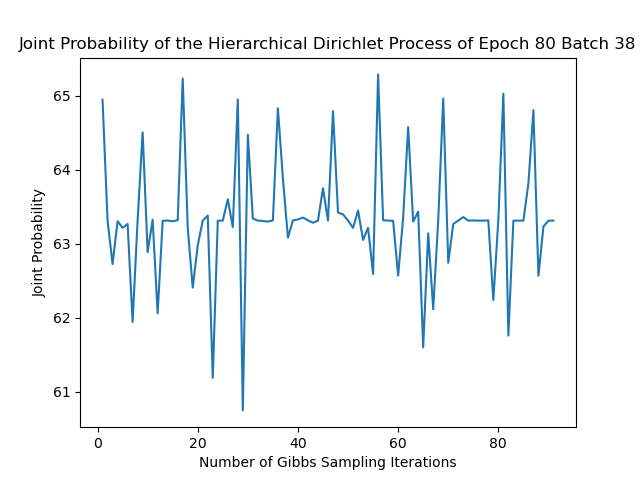 Joint Probability of the Hierarchical Dirichlet Process of Epoch 80 Batch 38
65
64
63
62
61
Joint Probability
0 20 40 60 80
Number of Gibbs Sampling Iterations